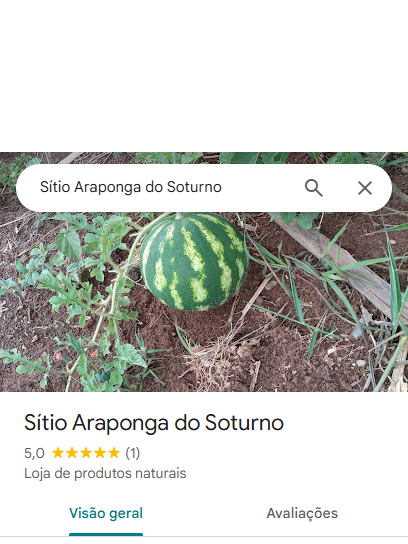 Sítio Araponga do Soturno
Sítio Araponga do Soturno
5,0 ★★★★★ (1)
Loja de produtos naturais
Visão geral Avaliações